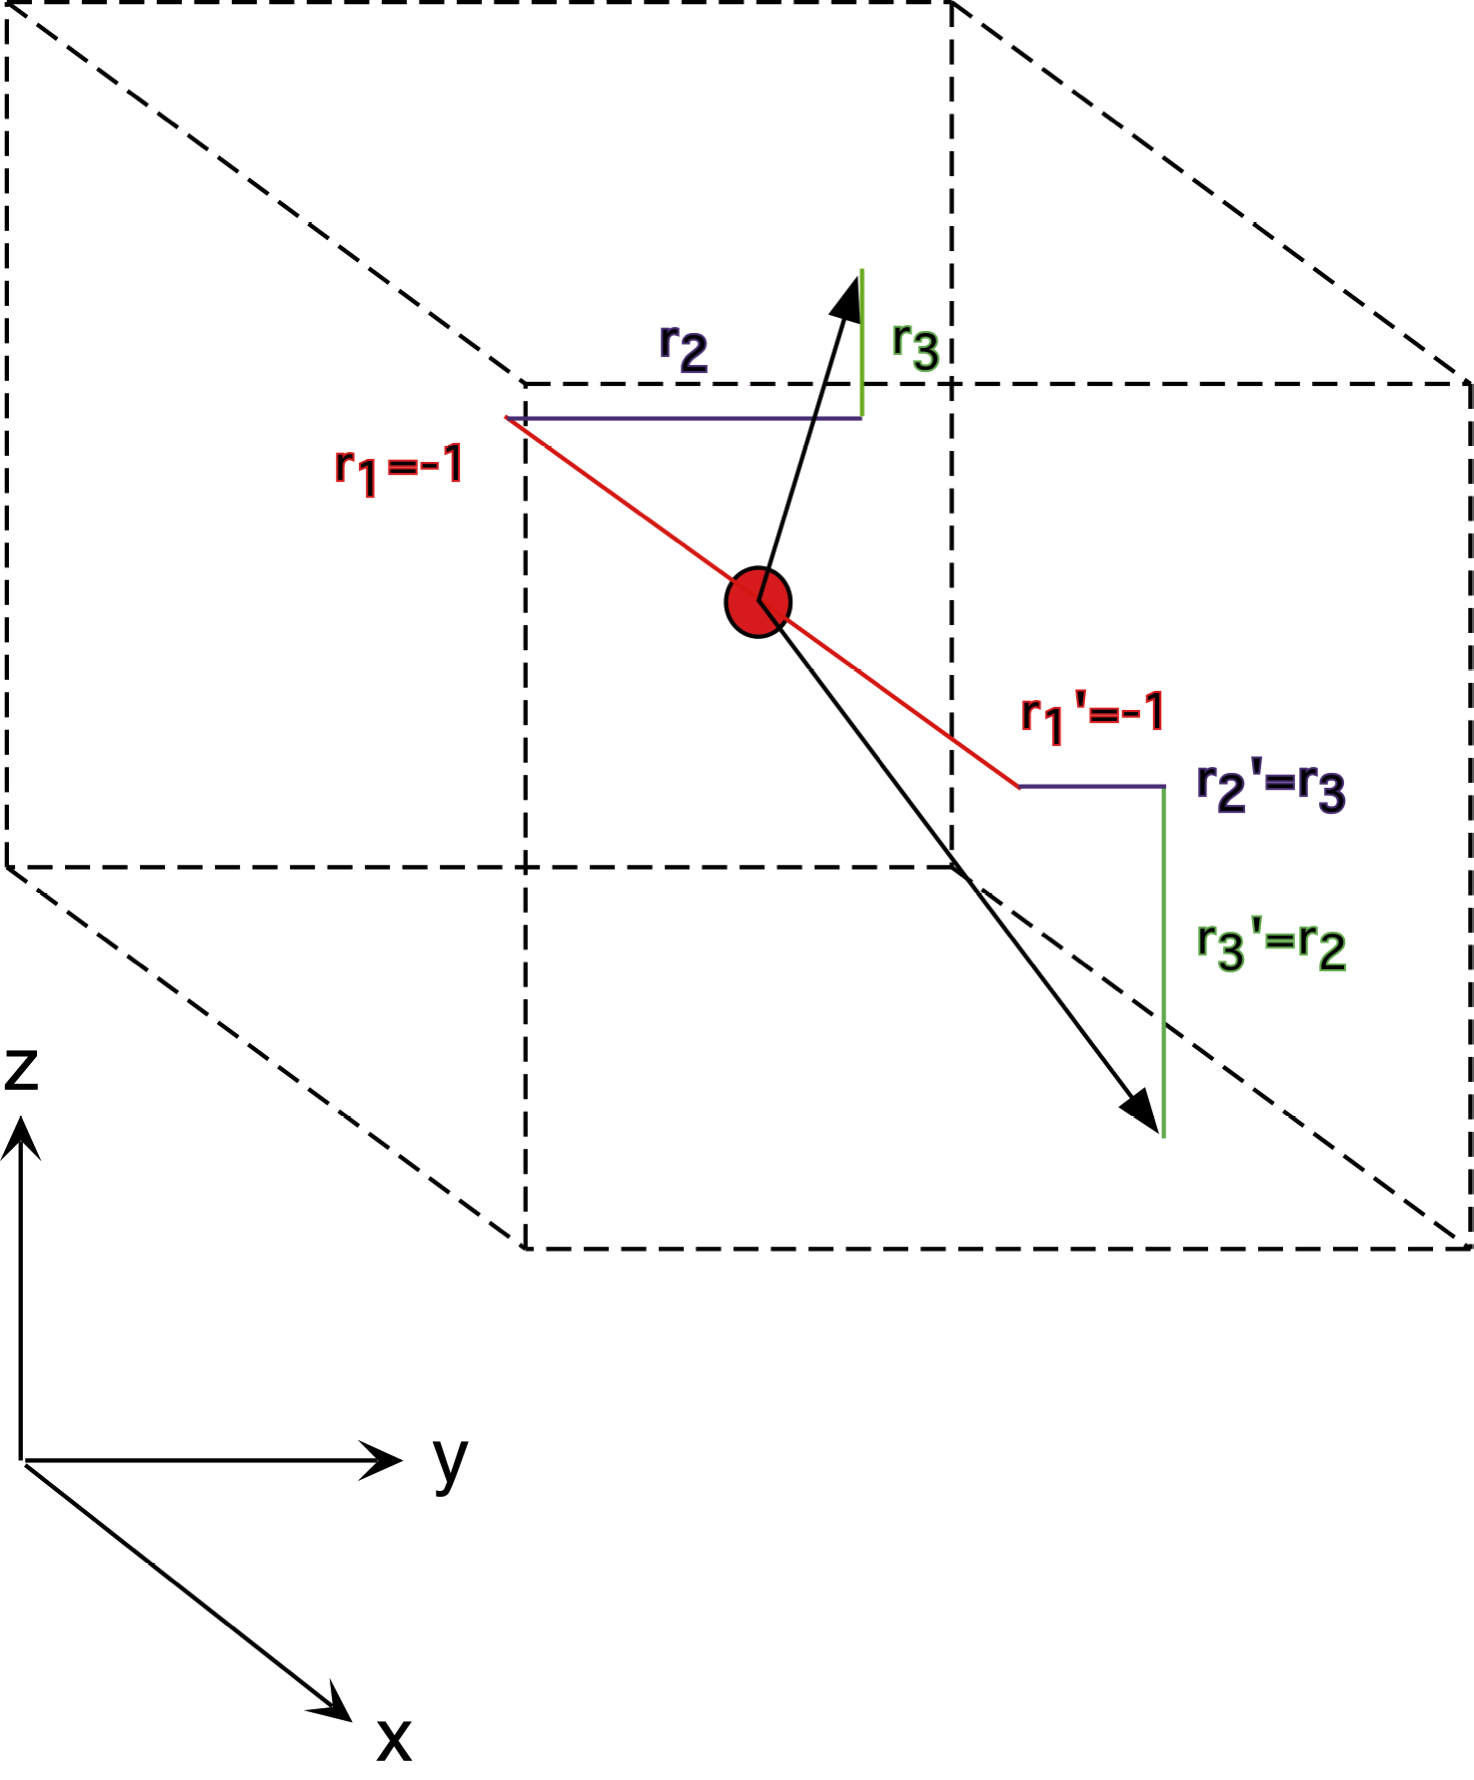 r2
r3
r1=-1
r1'=-1
r2'=r3
r3'=r2
z
y
x